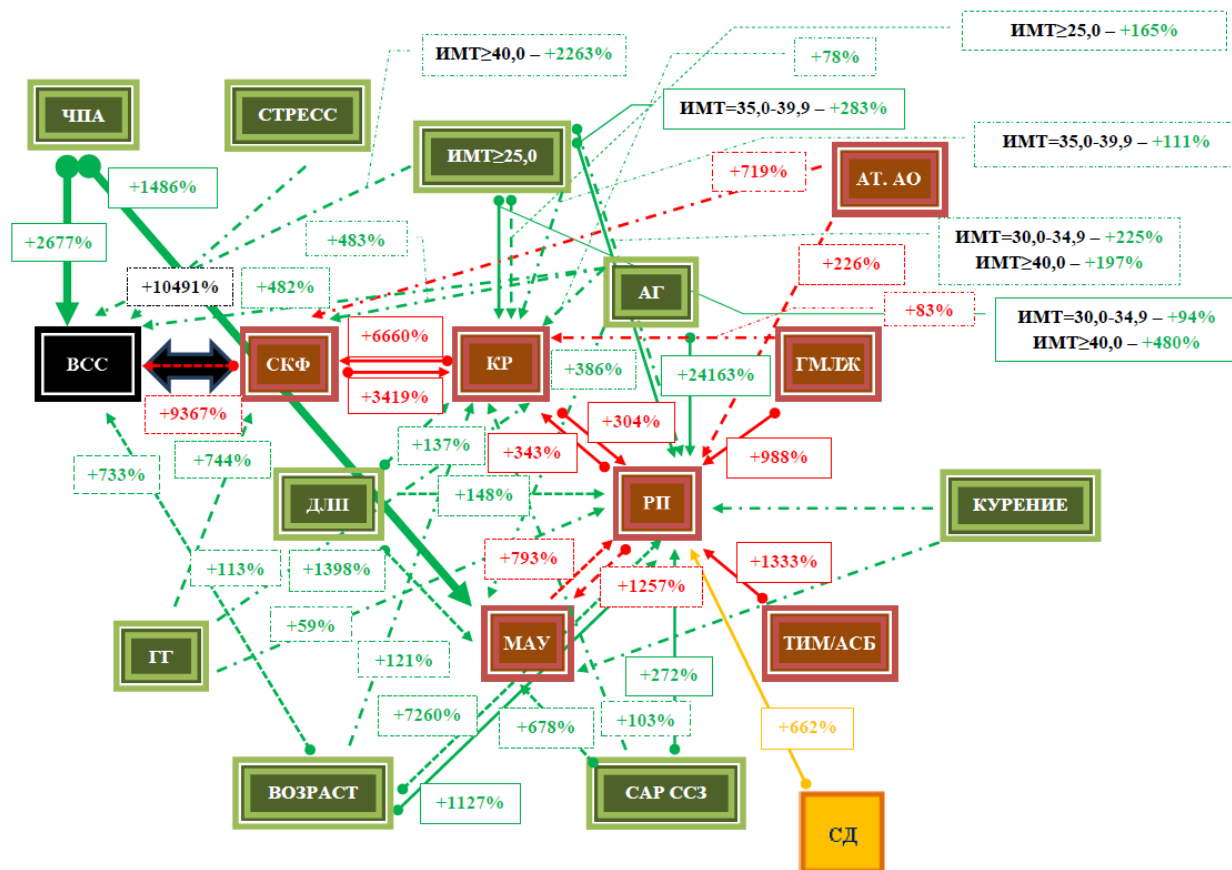 ИМТ≥25,0 – +165%
ИМТ≥40,0 – +2263%
+78%
ЧПА
СТРЕСС
ИМТ=35,0-39,9 – +283%
ИМТ≥25,0
ИМТ=35,0-39,9 – +111%
АТ. АО
+719%
+1486%
+2677%
+483%
ИМТ=30,0-34,9 – +225%
ИМТ≥40,0 – +197%
+226%
+10491%
+482%
АГ
+83%
ИМТ=30,0-34,9 – +94%
ИМТ≥40,0 – +480%
+6660%
ВСС
СКФ
КР
ГМЛЖ
+386%
+24163%
+3419%
+9367%
+304%
+137%
+343%
+744%
+988%
+733%
+148%
ДЛП
РП
КУРЕНИЕ
+793%
+1333%
+113%
+1398%
+1257%
+59%
МАУ
ТИМ/АСБ
ГГ
+121%
+272%
+7260%
+678%
+103%
+662%
ВОЗРАСТ
САР ССЗ
+1127%
СД